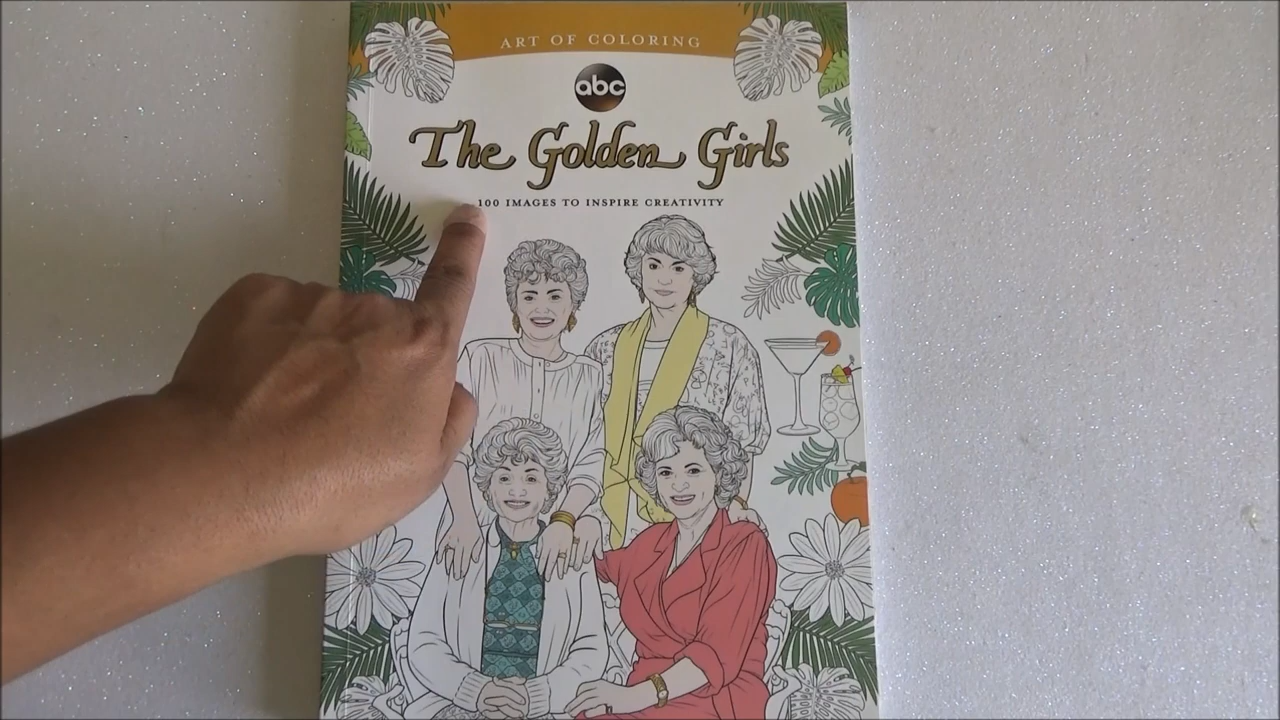 ART OF COLORING
abc
The Golden Girls
100 IMAGES TO INSPIRE CREATIVITY